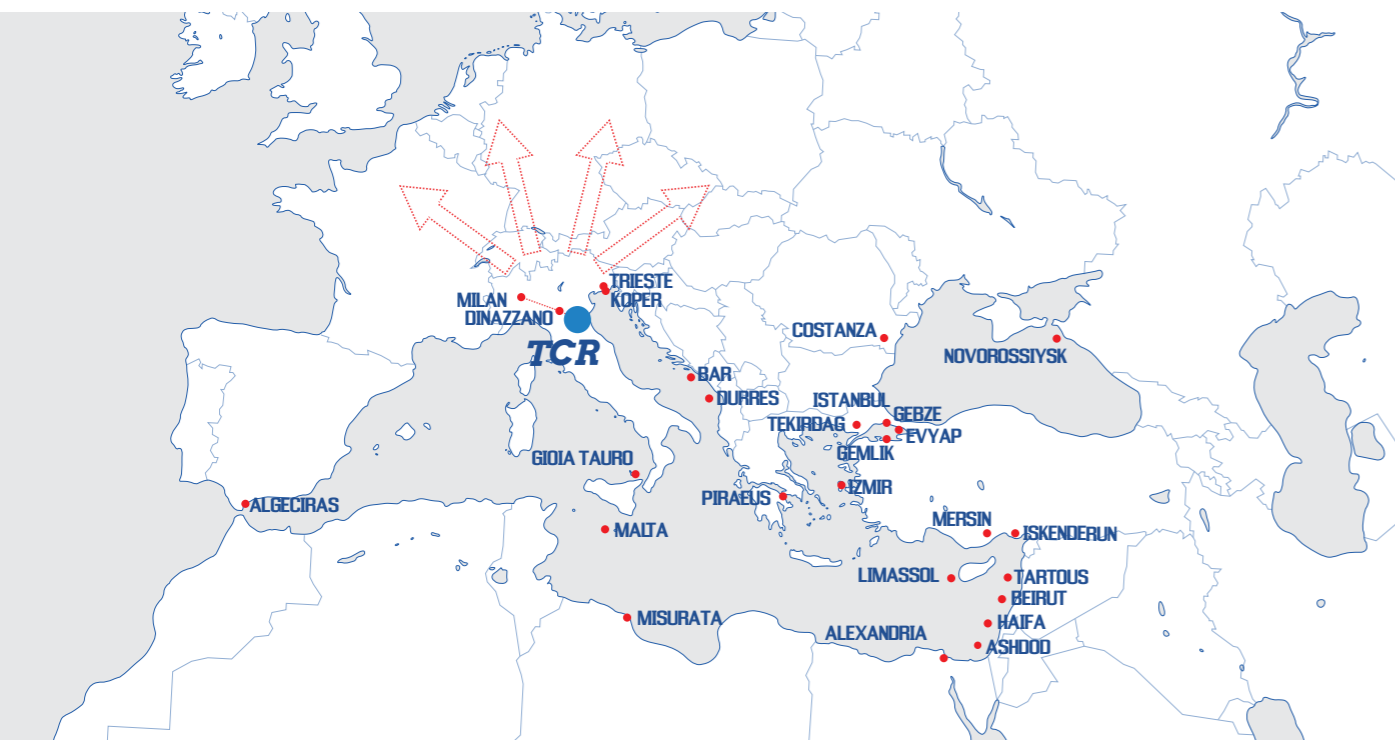 TRIESTE
MILAN
KOPER
DINAZZANO
TCR
COSTANZA
NOVOROSSIYSK
BAR
DURRES
ISTANBUL
GEBZE
TEKIRDAG
EVYAP
GEMLIK
GIOIA TAURO
PIRAEUS
IZMIR
ALGECIRAS
MALTA
MERSIN
ISKENDERUN
LIMASSOL
TARTOUS
BEIRUT
MISURATA
HAIFA
ALEXANDRIA
ASHDOD